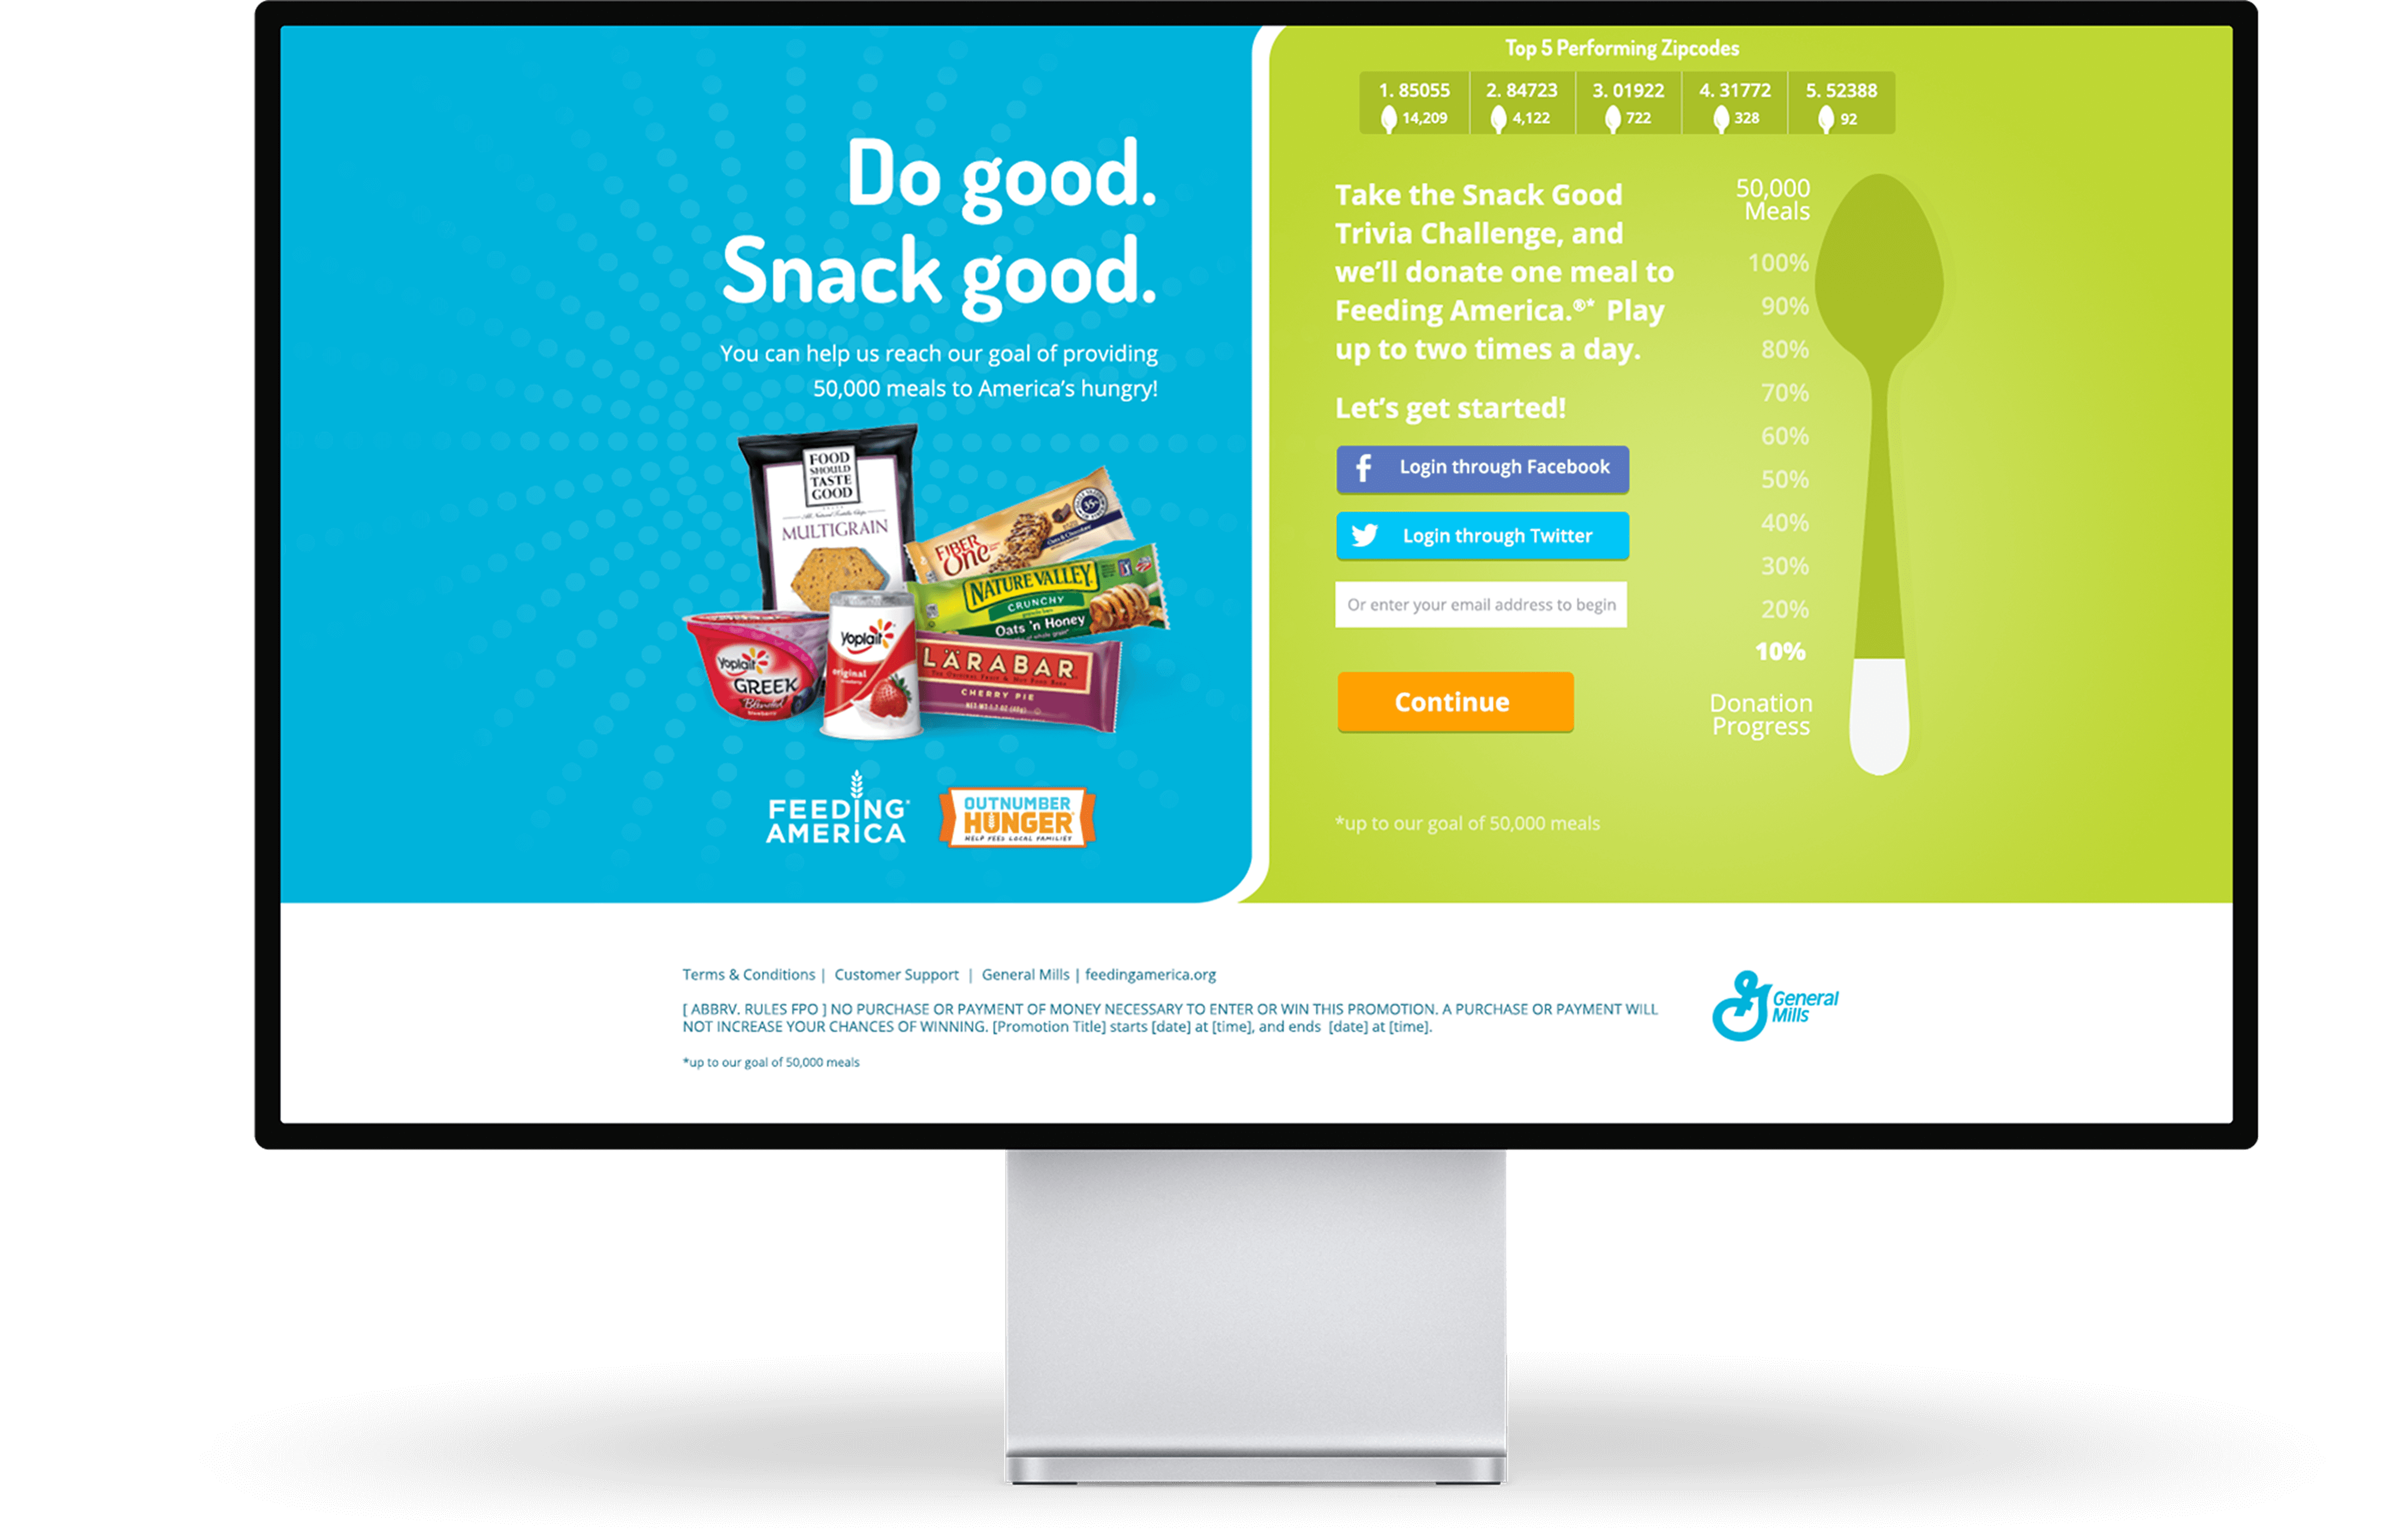 Do good.
Snack good.
You can help us reach our goal of providing
50,000 meals to America's hungry!
FOOD
SHOULD
TASTE
GOOD
MULTIGRAIN
FIBER
One
35%
NATURE VALLEY
CRUNCHY
Oats 'n Honey
Yoplait
GREEK
Blended
Yoplait
original
LÄRABAR
CHERRY PIE
FEEDING
AMERICA
OUTNUMBER
HUNGER
HELP FEED LOCAL FAMILIES
Top 5 Performing Zipcodes
1. 85055
14,209
2. 84723
4,122
3. 01922
722
4. 31772
328
5. 52388
92
Take the Snack Good
Trivia Challenge, and
we'll donate one meal to
Feeding America.®* Play
up to two times a day.
Let's get started!
Login through Facebook
Login through Twitter
Or enter your email address to begin
Continue
*up to our goal of 50,000 meals
50,000
Meals
100%
90%
80%
70%
60%
50%
40%
30%
20%
10%
Donation
Progress
Terms & Conditions | Customer Support | General Mills | feedingamerica.org
[ ABBRV. RULES FPO ] NO PURCHASE OR PAYMENT OF MONEY NECESSARY TO ENTER OR WIN THIS PROMOTION. A PURCHASE OR PAYMENT WILL
NOT INCREASE YOUR CHANCES OF WINNING. [Promotion Title] starts [date] at [time], and ends [date] at [time].
*up to our goal of 50,000 meals
General
Mills